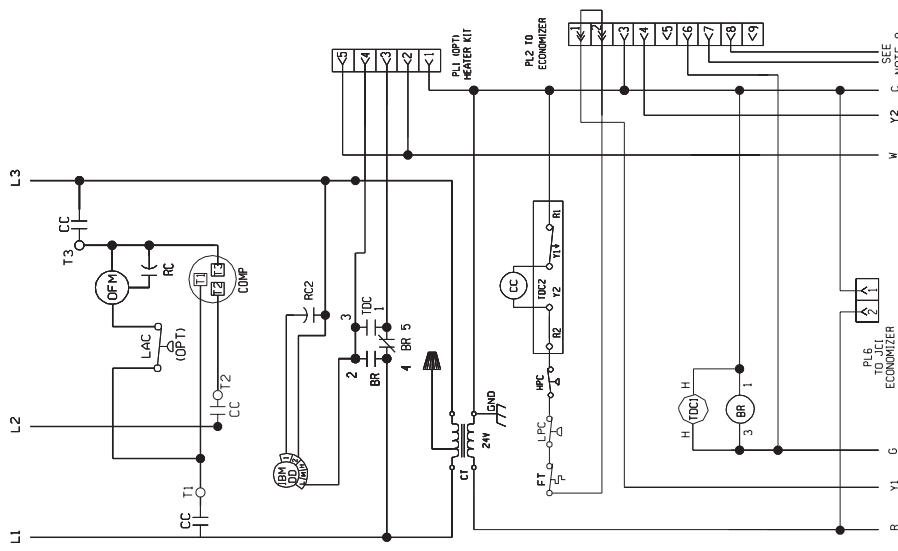 L3
L2
L1
CC
T3
OFM
RC
LAC
(OPT)
T1
T2
T3
COMP
T2
CC
T1
CC
IBM
DD
RC2
TDC
3
1
2
BR
BR 5
4
5
4
3
2
1
PL1 (OPT)
HEATER KIT
CT
24V
GND
PL2 TO
ECONOMIZER
1
2
3
4
5
6
7
8
9
R1
Y1
CC
TDC2
Y2
R2
HPC
LPC
FT
H
TDC1
H
1
BR
3
1
2
PL6
TO JCI
ECONOMIZER
SEE
NOTE
C
Y2
W
G
Y1
R